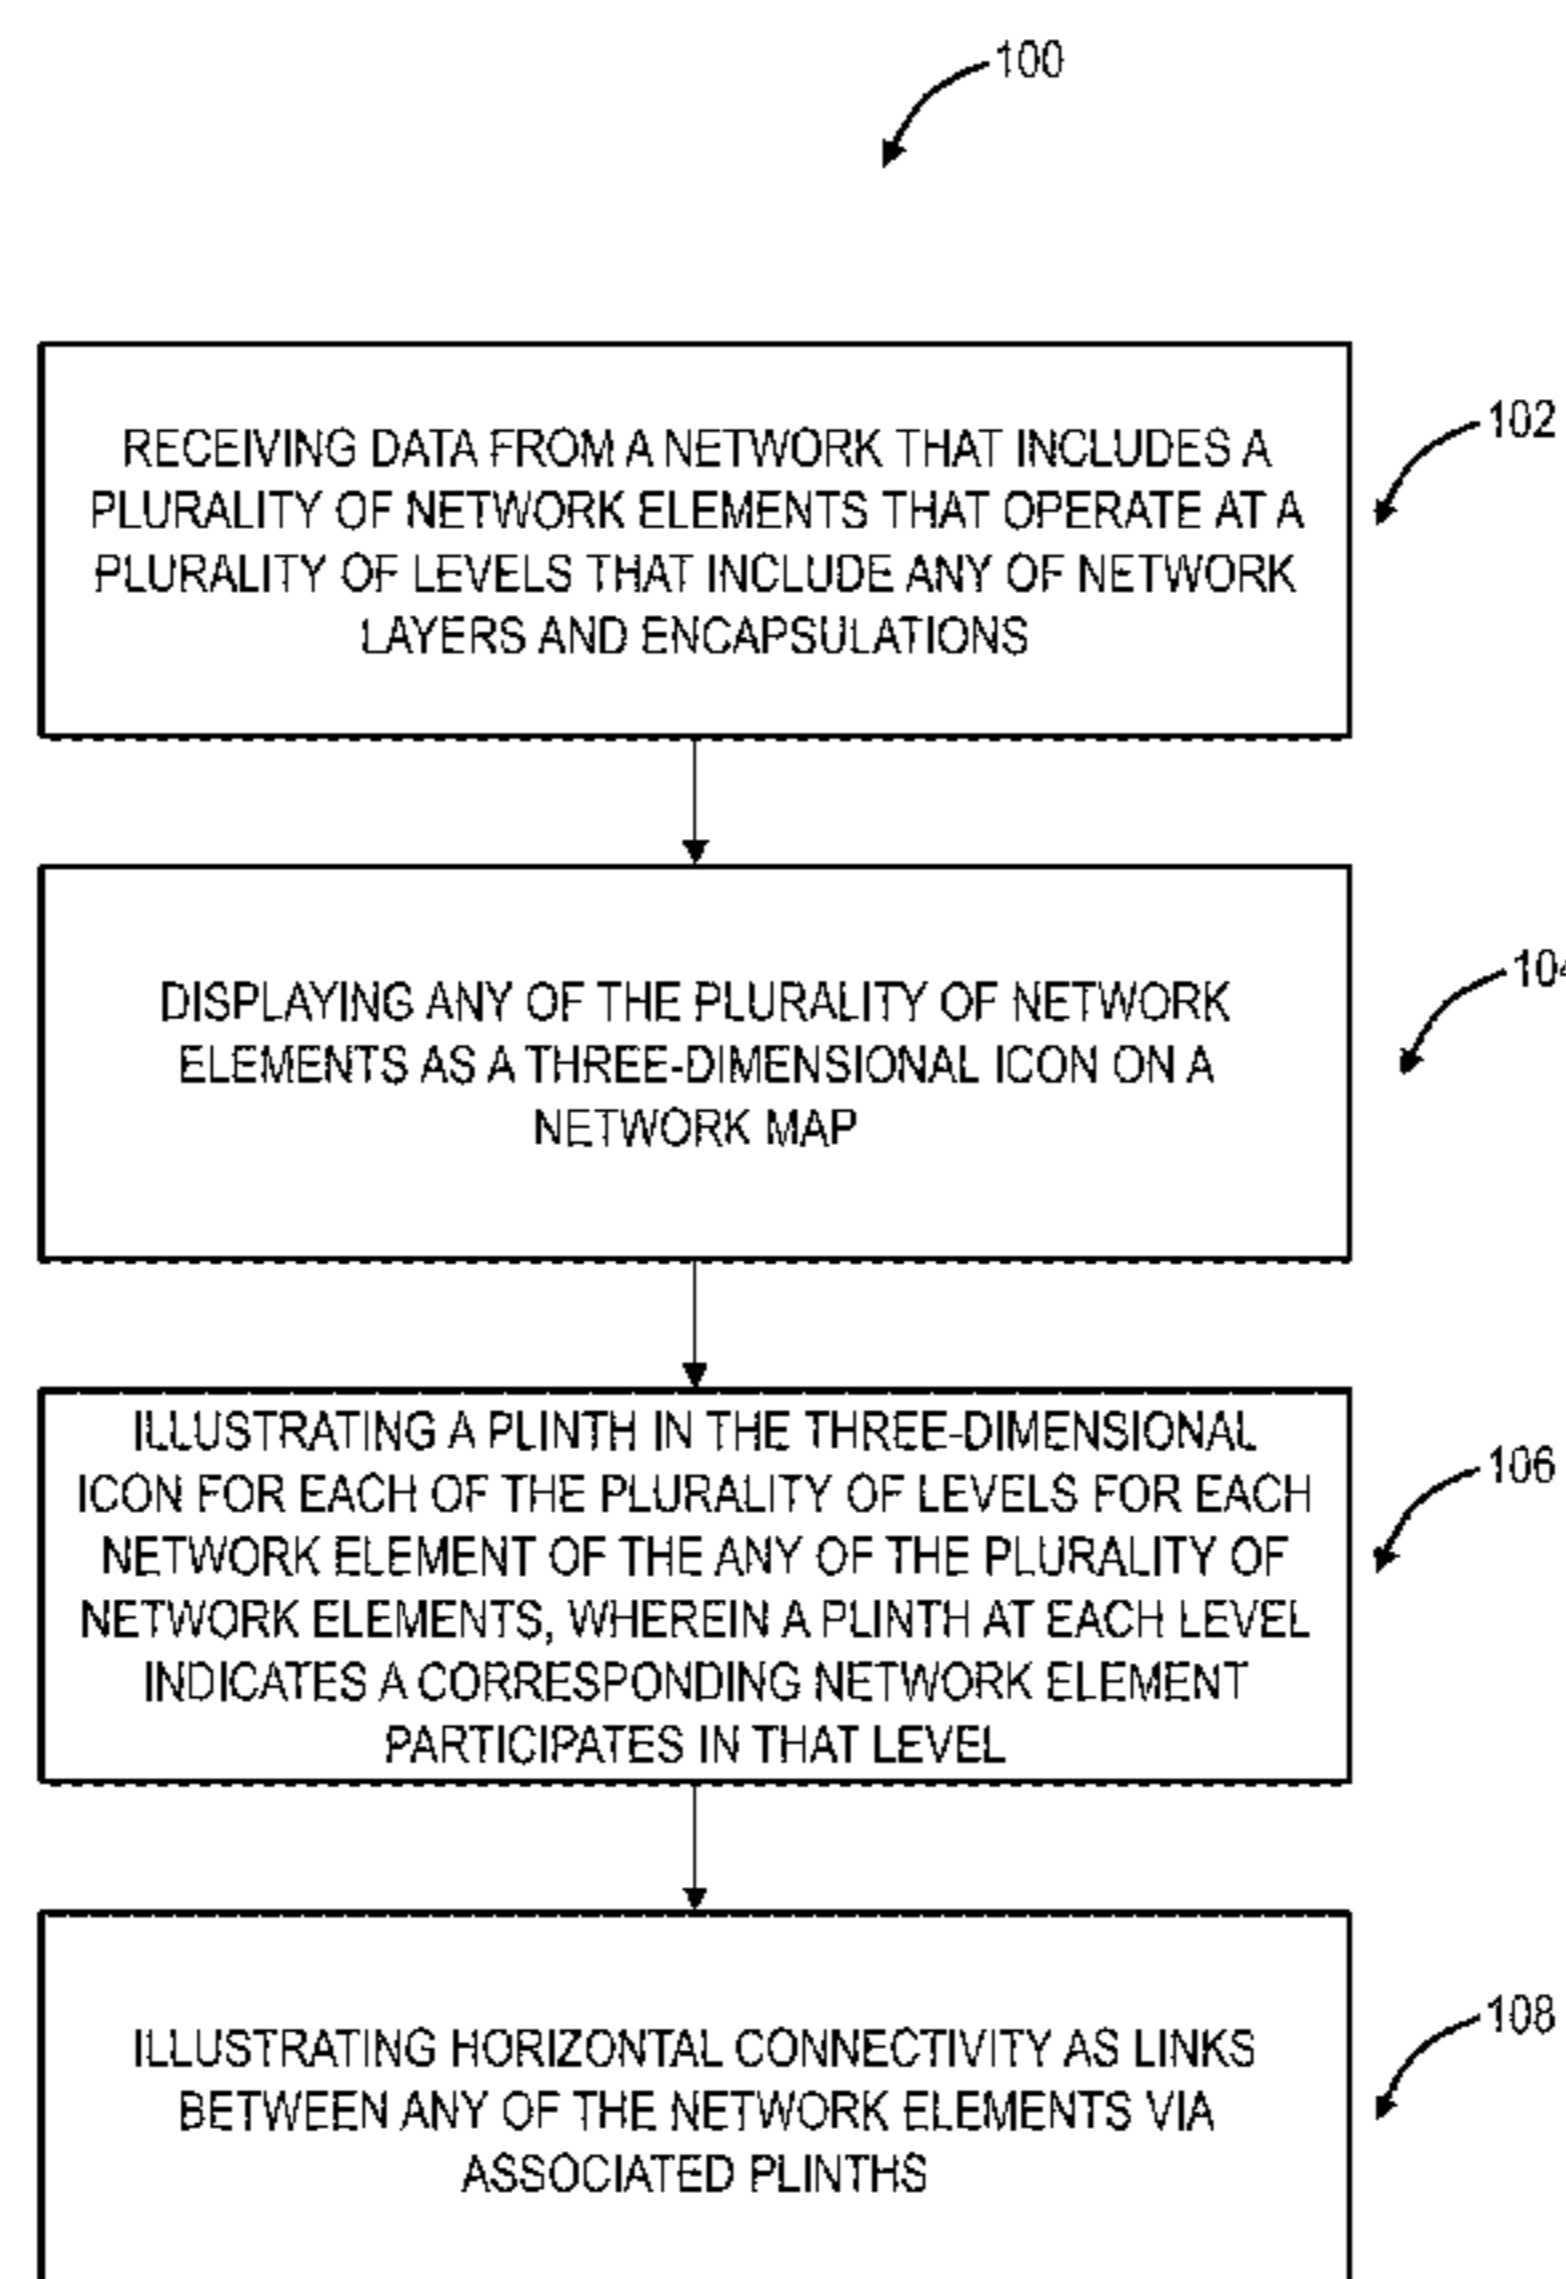 100
RECEIVING DATA FROM A NETWORK THAT INCLUDES A
PLURALITY OF NETWORK ELEMENTS THAT OPERATE AT A
PLURALITY OF LEVELS THAT INCLUDE ANY OF NETWORK
LAYERS AND ENCAPSULATIONS
102
DISPLAYING ANY OF THE PLURALITY OF NETWORK
ELEMENTS AS A THREE-DIMENSIONAL ICON ON A
NETWORK MAP
104
ILLUSTRATING A PLINTH IN THE THREE-DIMENSIONAL
ICON FOR EACH OF THE PLURALITY OF LEVELS FOR EACH
NETWORK ELEMENT OF THE ANY OF THE PLURALITY OF
NETWORK ELEMENTS, WHEREIN A PLINTH AT EACH LEVEL
INDICATES A CORRESPONDING NETWORK ELEMENT
PARTICIPATES IN THAT LEVEL
106
ILLUSTRATING HORIZONTAL CONNECTIVITY AS LINKS
BETWEEN ANY OF THE NETWORK ELEMENTS VIA
ASSOCIATED PLINTHS
108